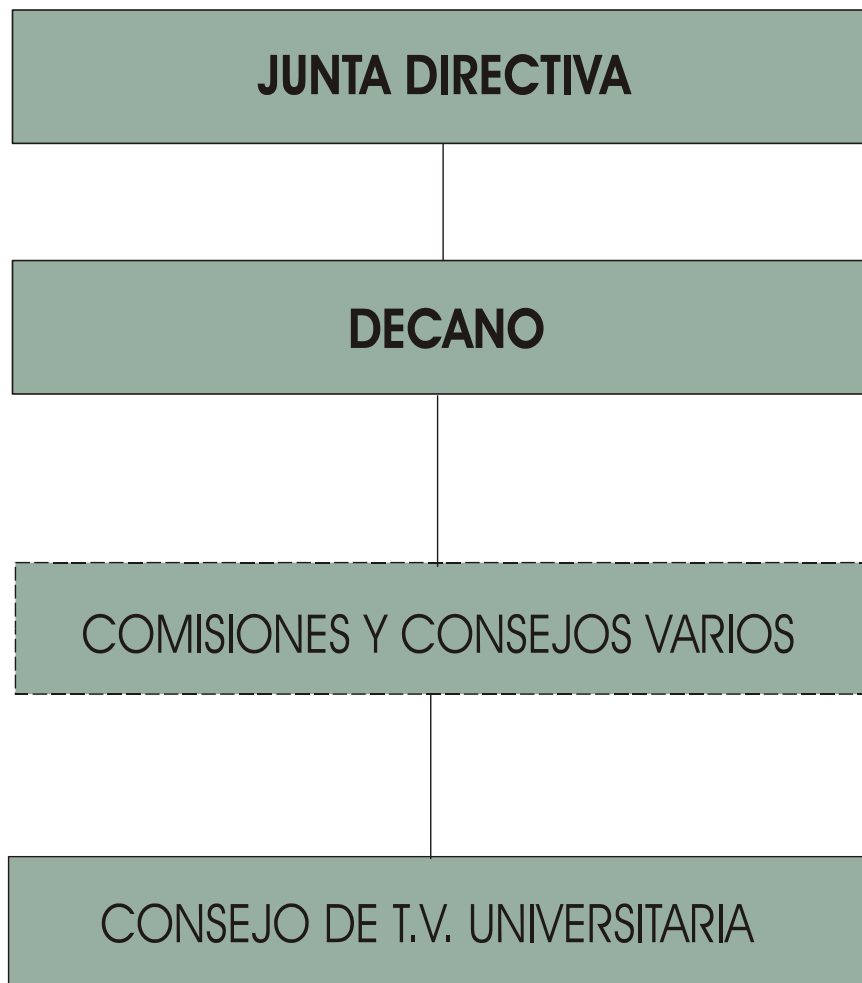 JUNTA DIRECTIVA
DECANO
COMISIONES Y CONSEJOS VARIOS
CONSEJO DE T.V. UNIVERSITARIA